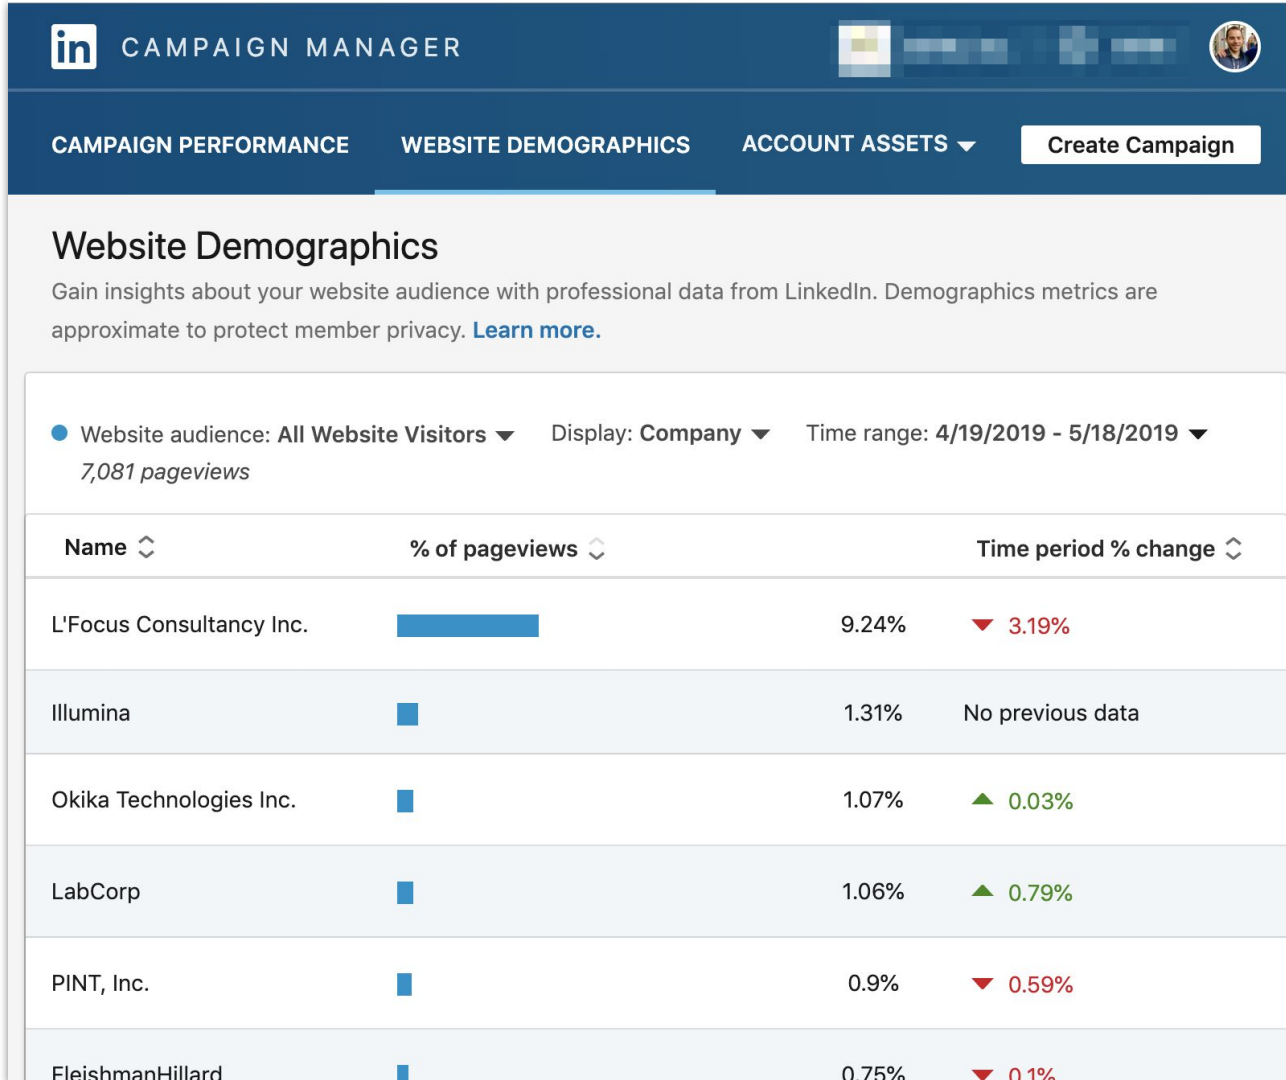 in CAMPAIGN MANAGER
CAMPAIGN PERFORMANCE WEBSITE DEMOGRAPHICS ACCOUNT ASSETS Create Campaign
Website Demographics
Gain insights about your website audience with professional data from LinkedIn. Demographics metrics are
approximate to protect member privacy. Learn more.
Website audience: All Website Visitors Display: Company Time range: 4/19/2019 - 5/18/2019
7,081 pageviews
Name % of pageviews Time period % change
L'Focus Consultancy Inc. 9.24% 3.19%
Illumina 1.31% No previous data
Okika Technologies Inc. 1.07% 0.03%
LabCorp 1.06% 0.79%
PINT, Inc. 0.9% 0.59%
FleishmanHillard 0.75% 0.1%